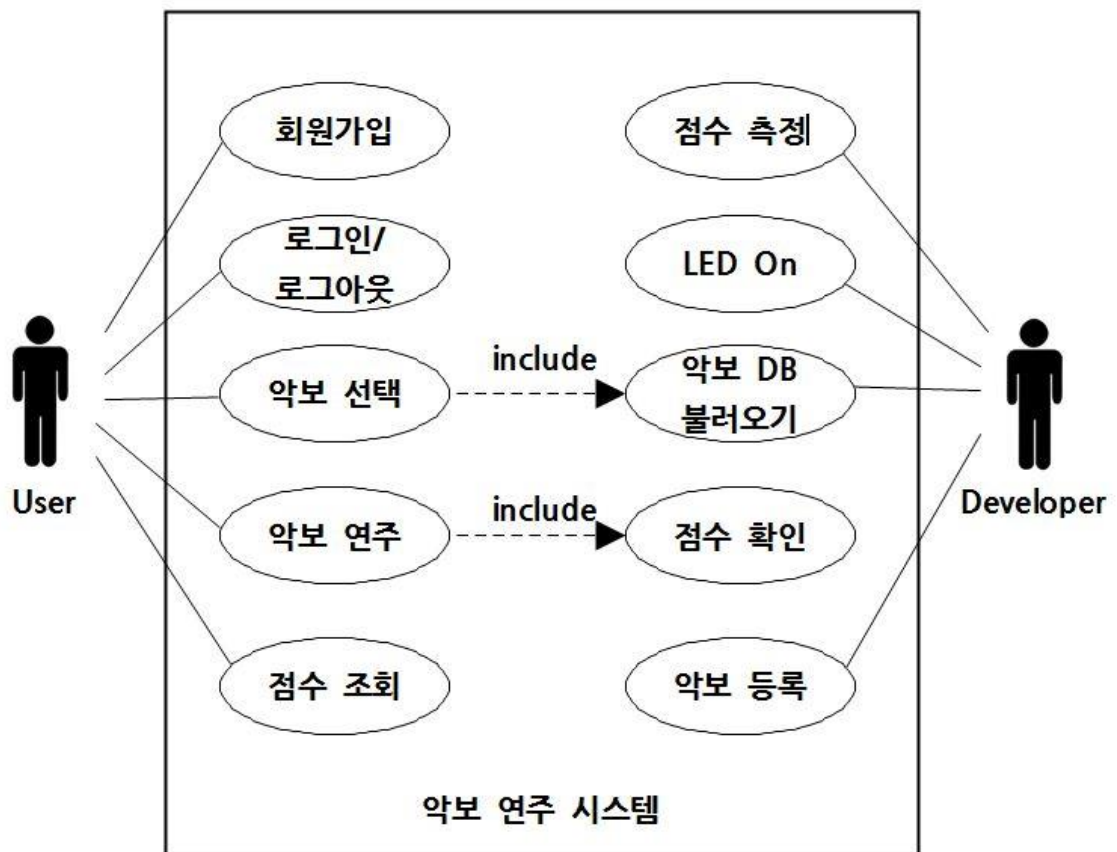 회원가입
점수 측정
로그인/
로그아웃
LED On
악보 선택
include
악보 DB
불러오기
User
Developer
악보 연주
include
점수 확인
점수 조회
악보 등록
악보 연주 시스템